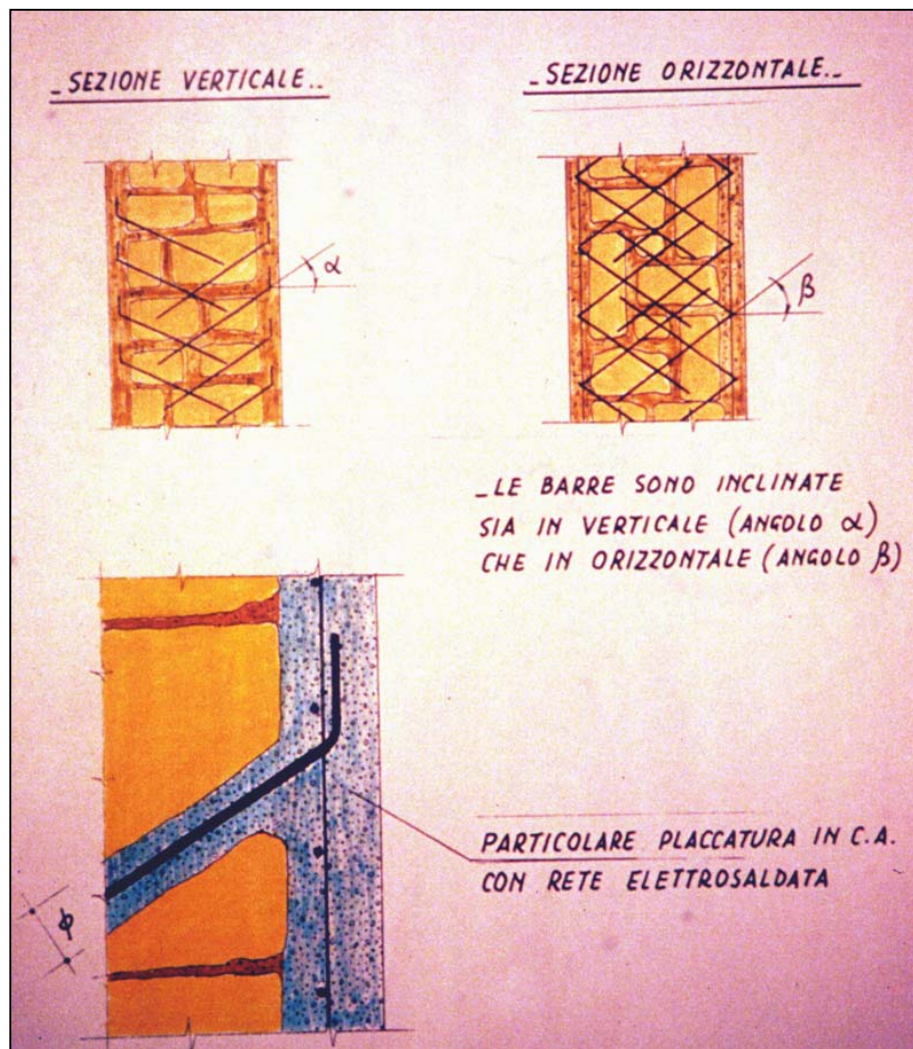 _SEZIONE VERTICALE._
_SEZIONE ORIZZONTALE._
α
β
_LE BARRE SONO INCLINATE
SIA IN VERTICALE (ANGOLO α)
CHE IN ORIZZONTALE (ANGOLO β)
PARTICOLARE PLACCATURA IN C.A.
CON RETE ELETTROSALDATA
ϕ